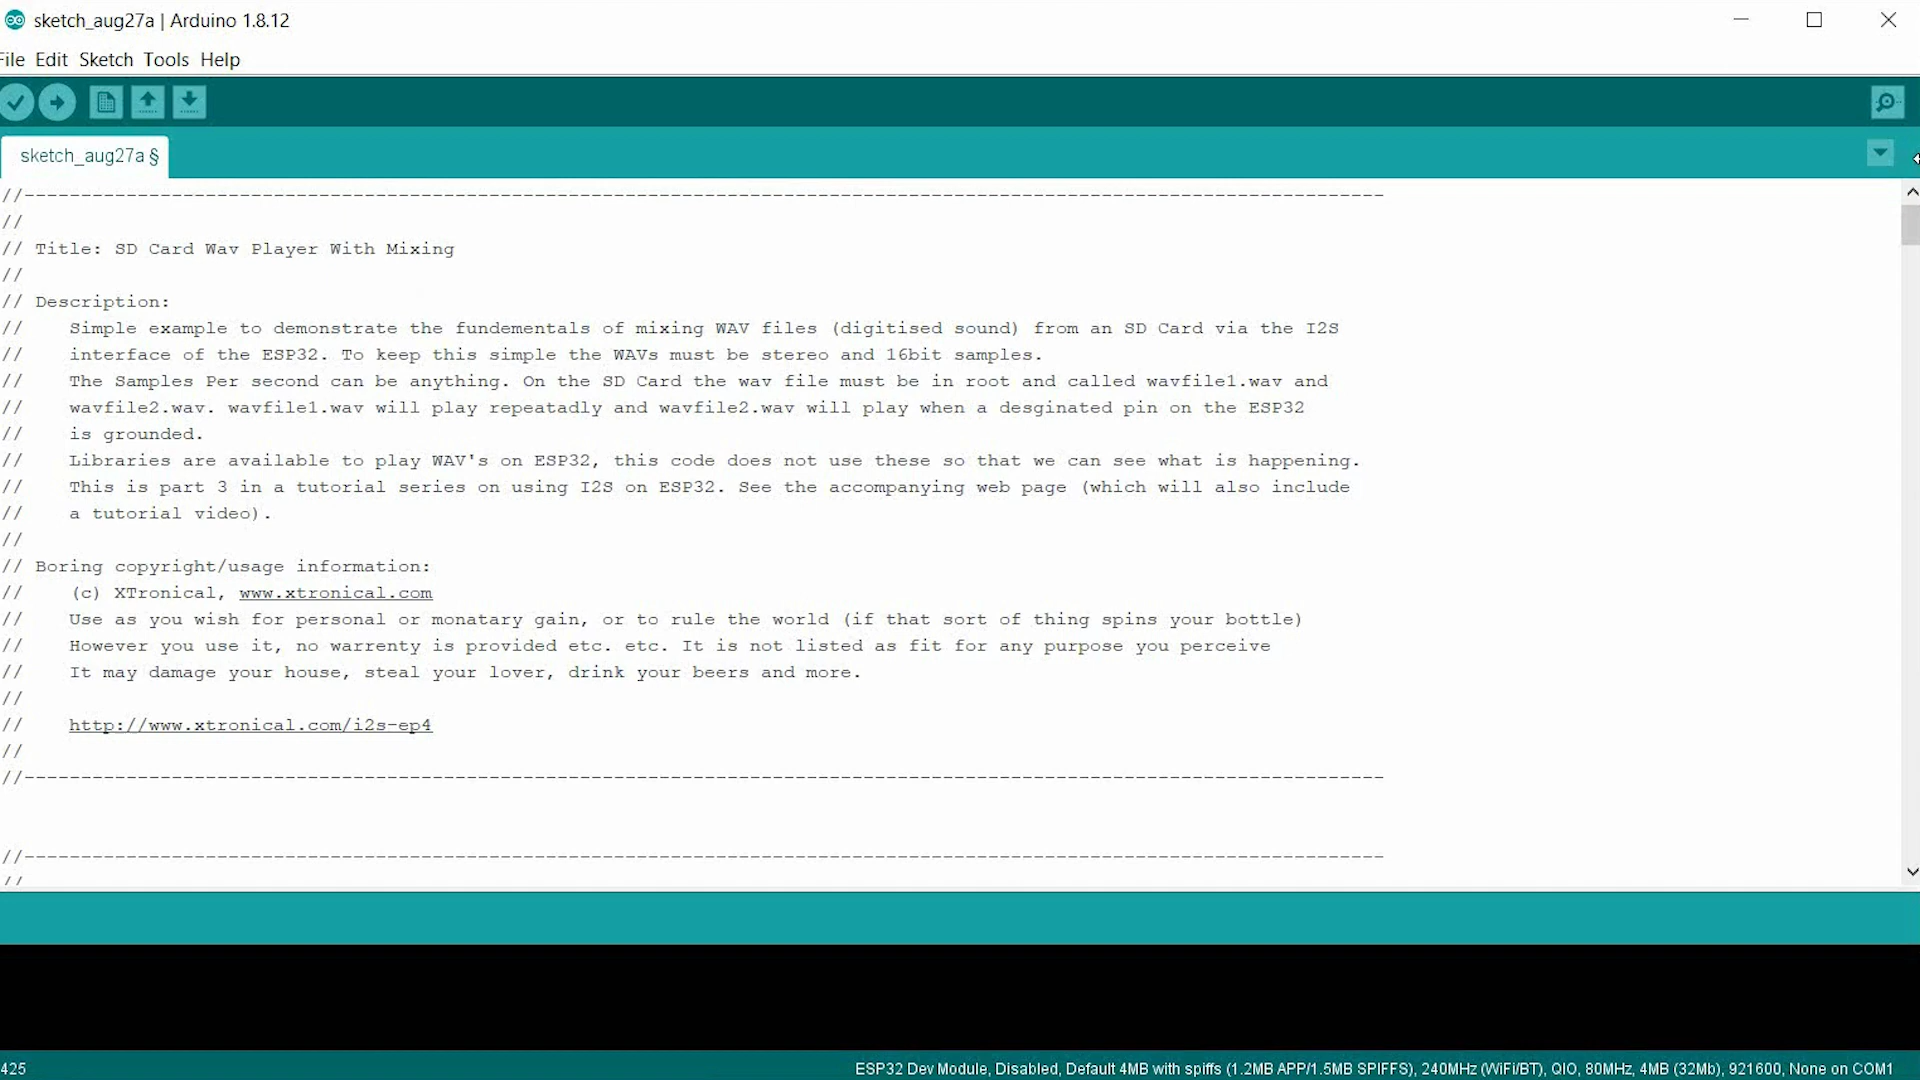 sketch_aug27a | Arduino 1.8.12
File Edit Sketch Tools Help
sketch_aug27a §
//------------------------------------------------------------------------------------------------------------------------
//
// Title: SD Card Wav Player With Mixing
//
// Description:
//    Simple example to demonstrate the fundementals of mixing WAV files (digitised sound) from an SD Card via the I2S
//    interface of the ESP32. To keep this simple the WAVs must be stereo and 16bit samples.
//    The Samples Per second can be anything. On the SD Card the wav file must be in root and called wavfile1.wav and
//    wavfile2.wav. wavfile1.wav will play repeatadly and wavfile2.wav will play when a desginated pin on the ESP32
//    is grounded.
//    Libraries are available to play WAV's on ESP32, this code does not use these so that we can see what is happening.
//    This is part 3 in a tutorial series on using I2S on ESP32. See the accompanying web page (which will also include
//    a tutorial video).
//
// Boring copyright/usage information:
//    (c) XTronical, www.xtronical.com
//    Use as you wish for personal or monatary gain, or to rule the world (if that sort of thing spins your bottle)
//    However you use it, no warrenty is provided etc. etc. It is not listed as fit for any purpose you perceive
//    It may damage your house, steal your lover, drink your beers and more.
//
//    http://www.xtronical.com/i2s-ep4
//
//------------------------------------------------------------------------------------------------------------------------
//------------------------------------------------------------------------------------------------------------------------
//
425
ESP32 Dev Module, Disabled, Default 4MB with spiffs (1.2MB APP/1.5MB SPIFFS), 240MHz (WiFi/BT), QIO, 80MHz, 4MB (32Mb), 921600, None on COM1